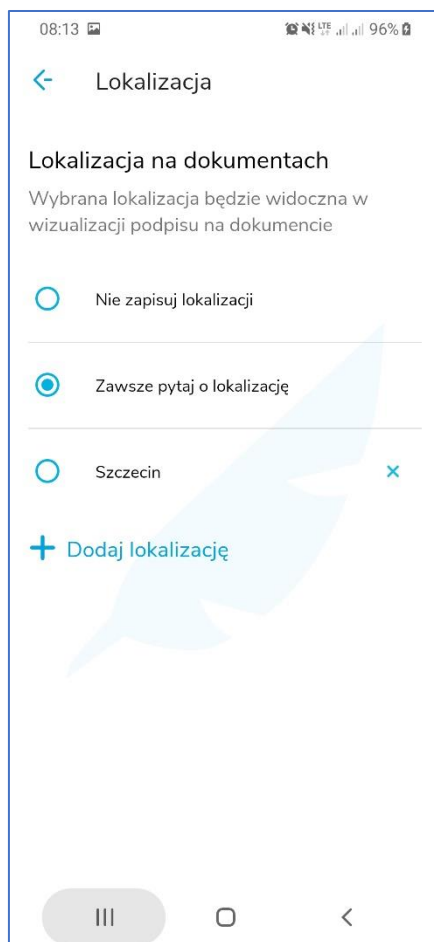 08:13 LTE 96%
Lokalizacja
Lokalizacja na dokumentach
Wybrana lokalizacja będzie widoczna w
wizualizacji podpisu na dokumencie
Nie zapisuj lokalizacji
Zawsze pytaj o lokalizację
Szczecin
Dodaj lokalizację